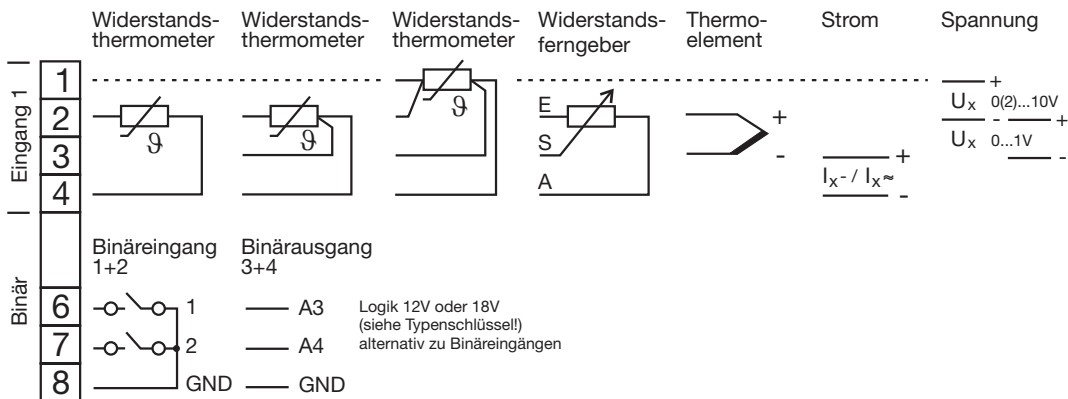 Widerstands-
thermometer
Widerstands-
thermometer
Widerstands-
thermometer
Widerstands-
ferngeber
Thermo-
element
Strom
Spannung
Eingang 1
1
2
3
4
ϑ
ϑ
ϑ
E
S
A
+
-
+
Ix- / Ix≈
-
+
Ux 0(2)...10V
- +
Ux 0...1V
-
Binär
Binäreingang
1+2
Binärausgang
3+4
6
1
A3
Logik 12V oder 18V
(siehe Typenschlüssel!)
alternativ zu Binäreingängen
7
2
A4
8
GND
GND